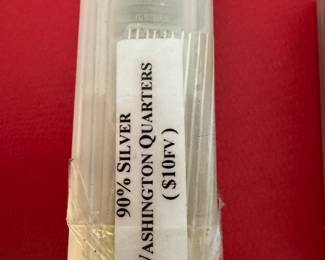 90% SILVER
WASHINGTON QUARTERS
($10FV)